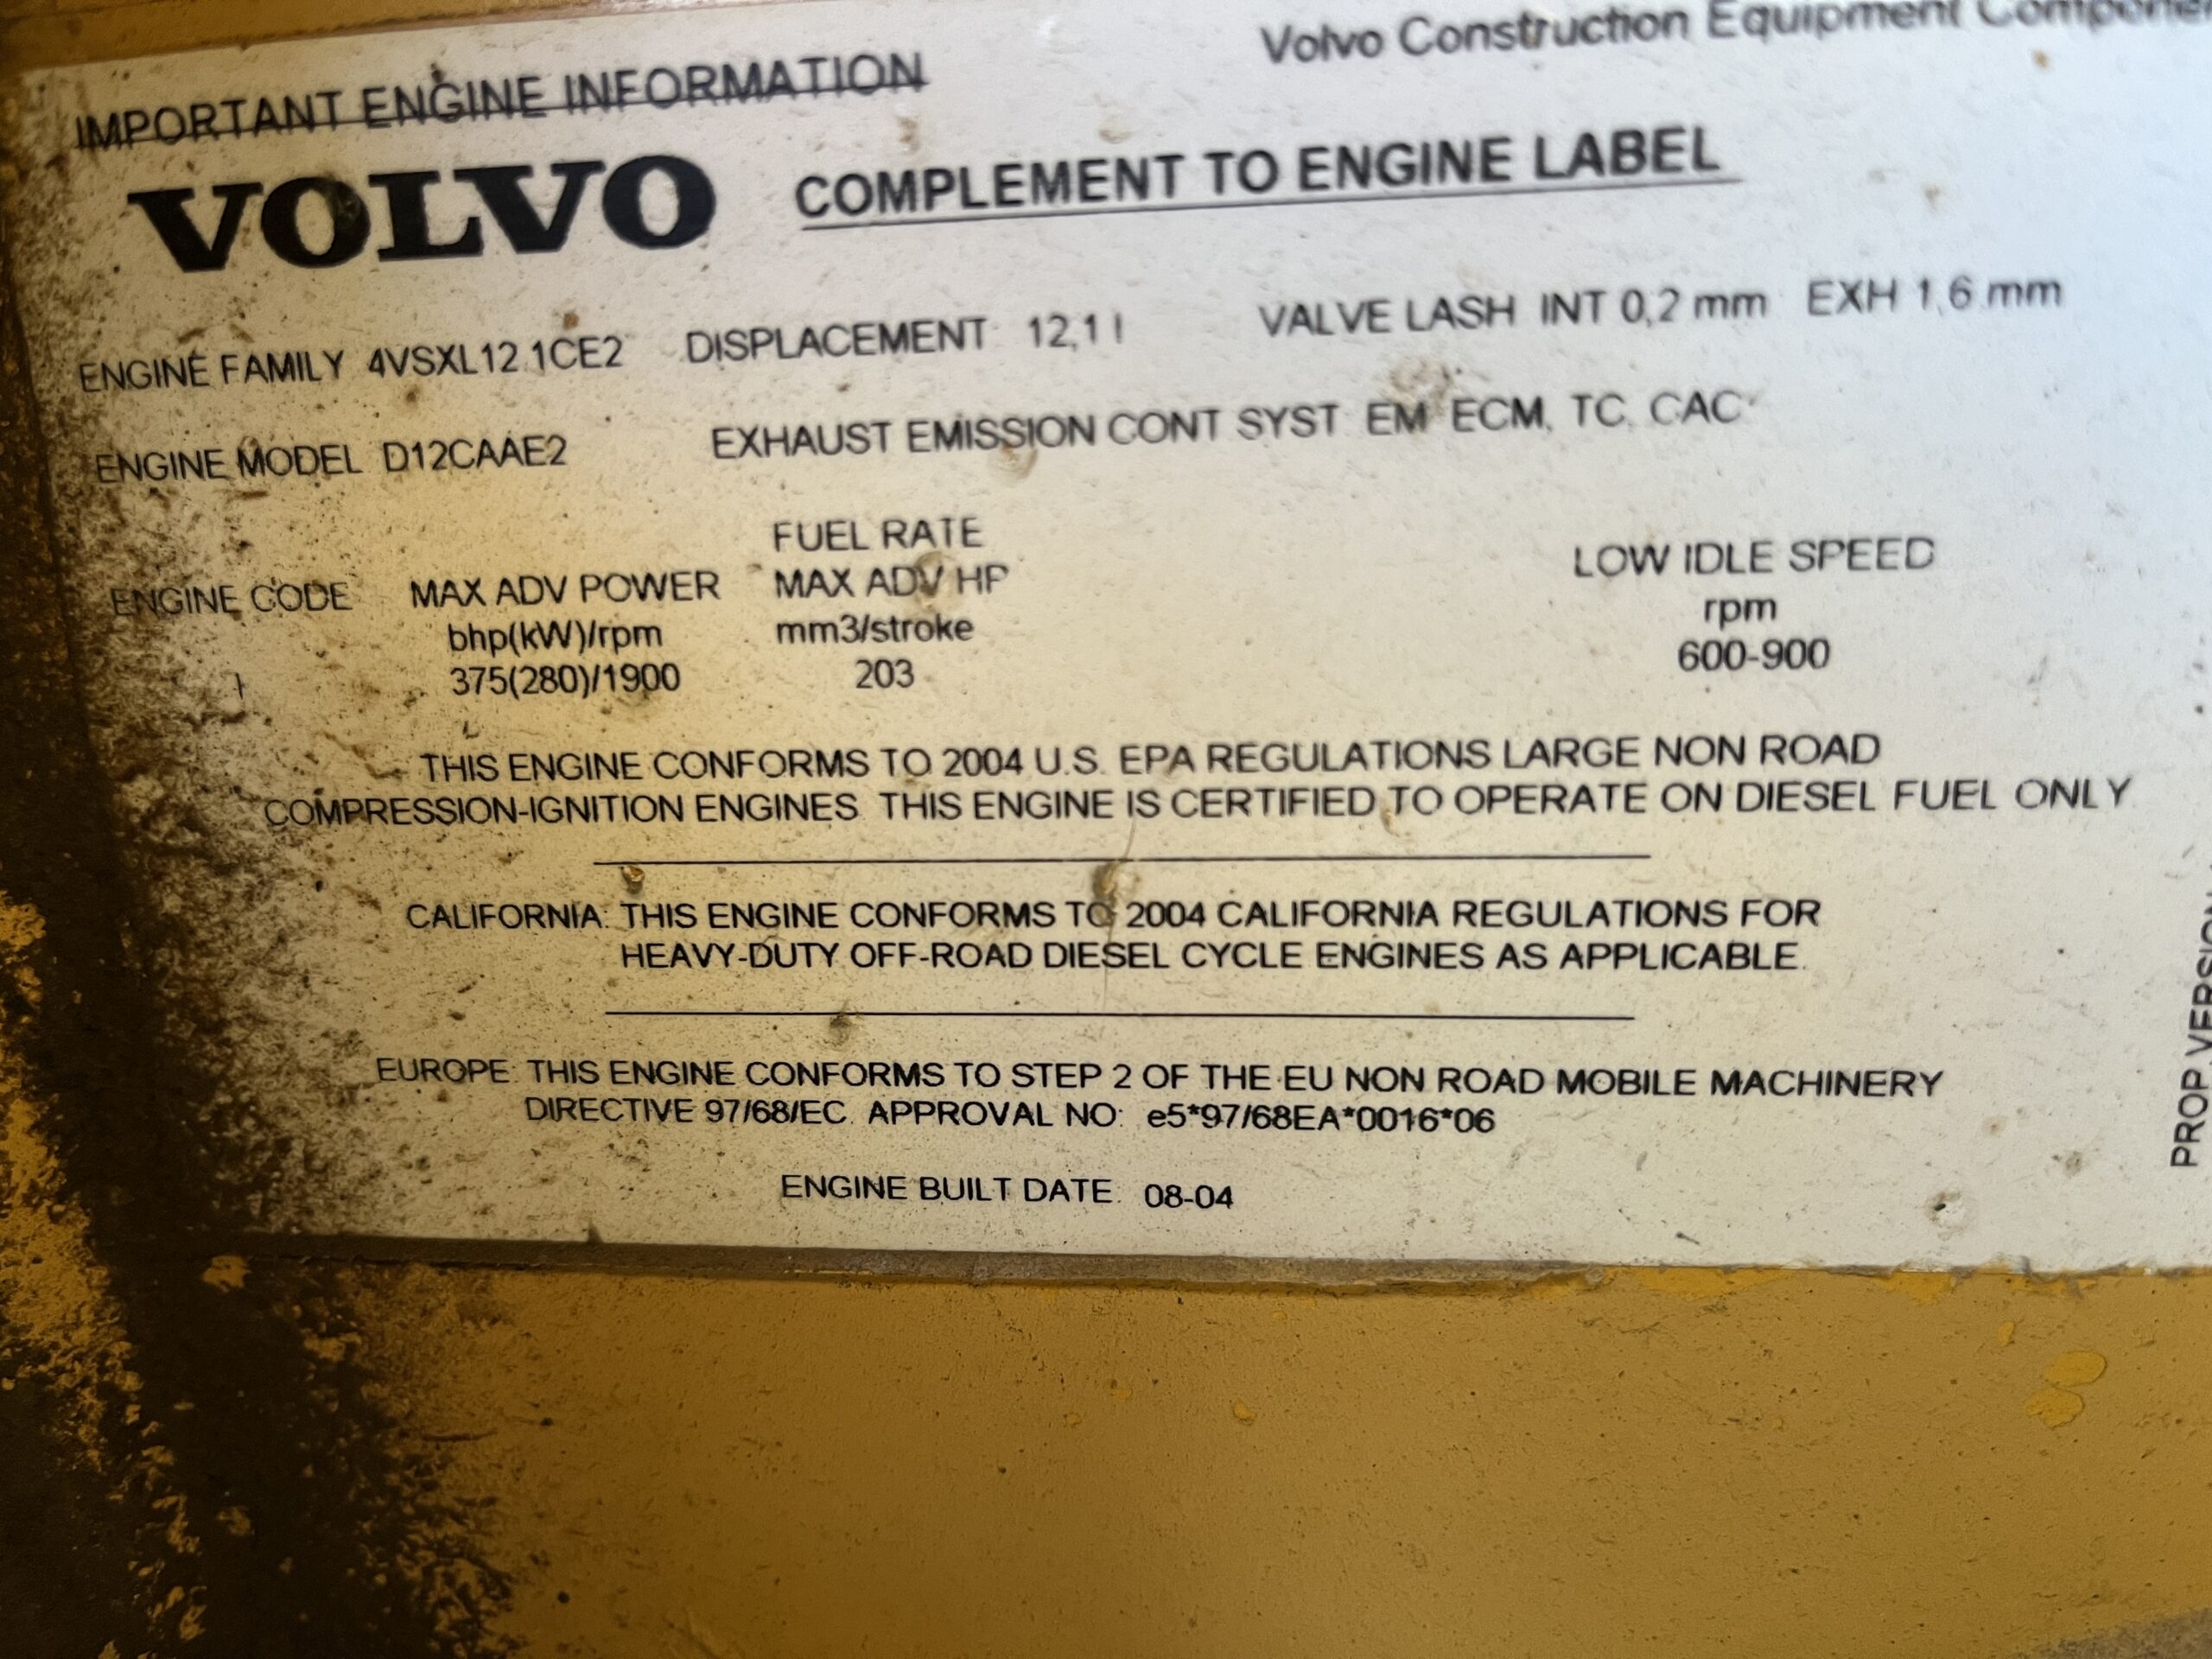 Volvo Construction Equipment
IMPORTANT ENGINE INFORMATION
VOLVO COMPLEMENT TO ENGINE LABEL
ENGINE FAMILY 4VSXL12.1CE2 DISPLACEMENT 12,1 l VALVE LASH INT 0,2 mm EXH 1,6 mm
ENGINE MODEL D12CAAE2 EXHAUST EMISSION CONT SYST EM ECM, TC, CAC
FUEL RATE
LOW IDLE SPEED
ENGINE CODE MAX ADV POWER MAX ADV HP
rpm
bhp(kW)/rpm mm3/stroke
600-900
375(280)/1900 203
THIS ENGINE CONFORMS TO 2004 U.S. EPA REGULATIONS LARGE NON ROAD
COMPRESSION-IGNITION ENGINES THIS ENGINE IS CERTIFIED TO OPERATE ON DIESEL FUEL ONLY
CALIFORNIA: THIS ENGINE CONFORMS TO 2004 CALIFORNIA REGULATIONS FOR
HEAVY-DUTY OFF-ROAD DIESEL CYCLE ENGINES AS APPLICABLE.
EUROPE: THIS ENGINE CONFORMS TO STEP 2 OF THE EU NON ROAD MOBILE MACHINERY
DIRECTIVE 97/68/EC. APPROVAL NO: e5*97/68EA*0016*06
ENGINE BUILT DATE: 08-04
PROP.VERSION